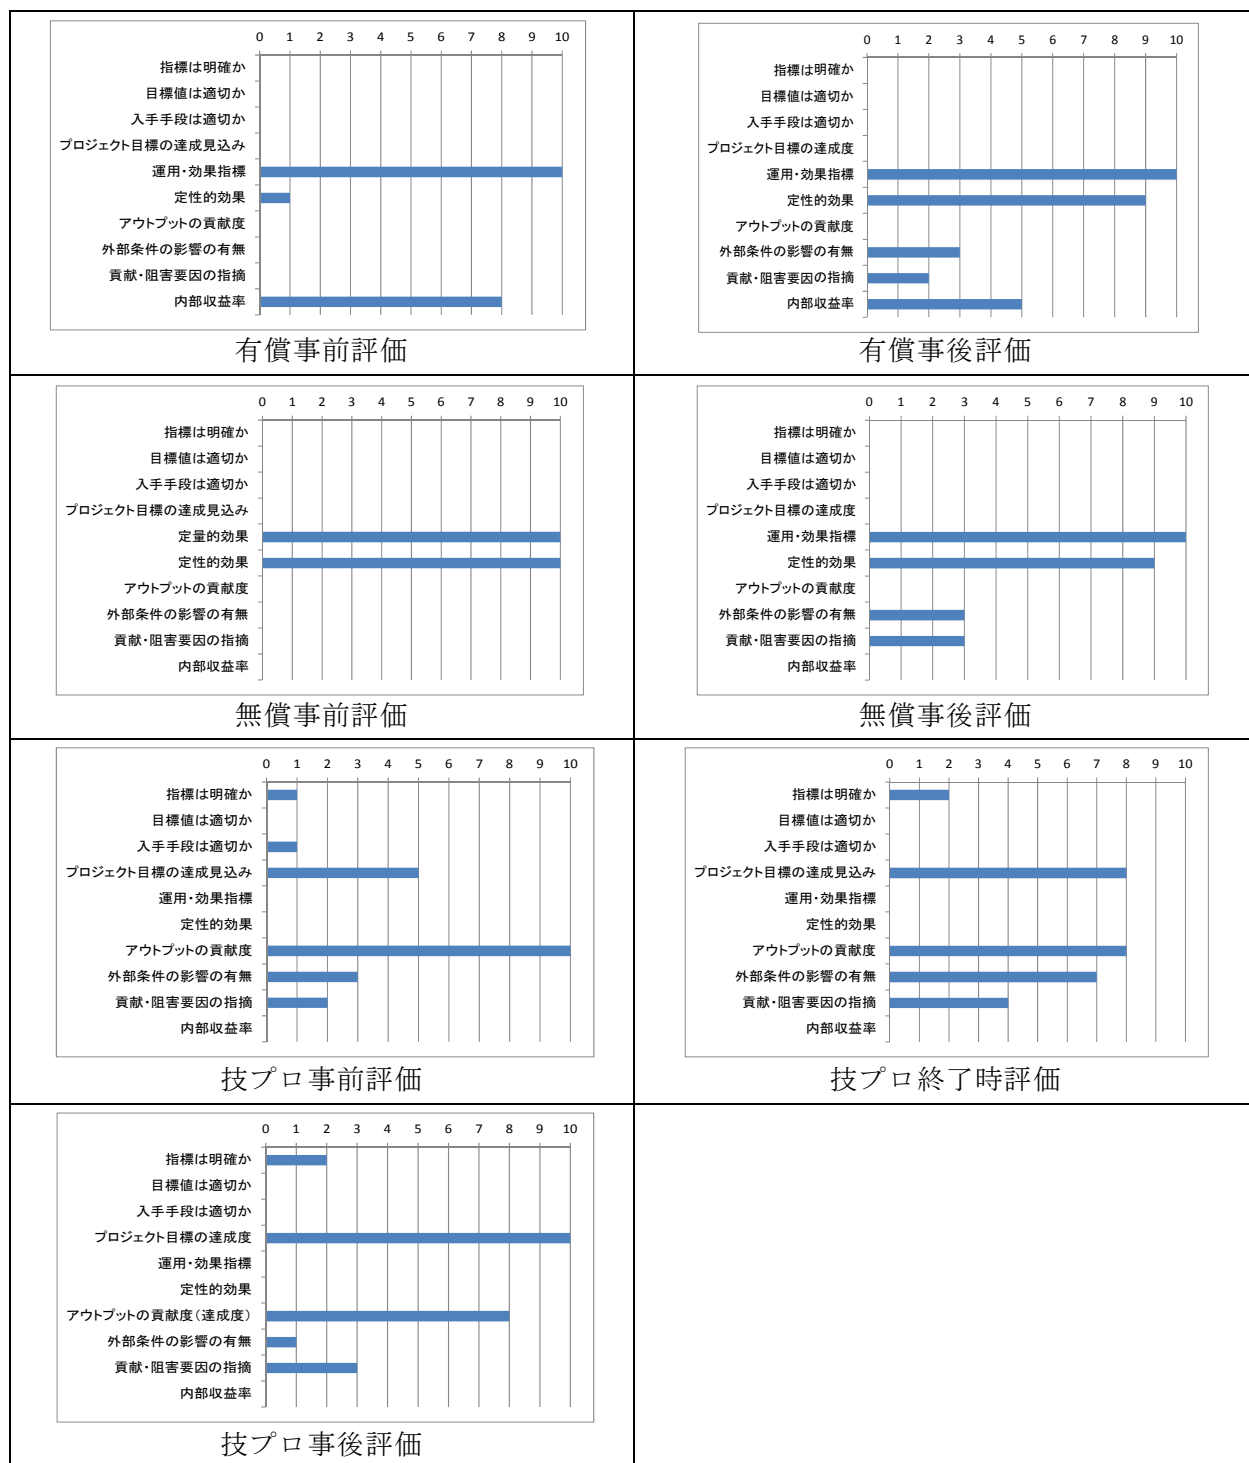 0 1 2 3 4 5 6 7 8 9 10
指標は明確か
目標値は適切か
入手手段は適切か
プロジェクト目標の達成見込み
運用・効果指標
定性的効果
アウトプットの貢献度
外部条件の影響の有無
貢献・阻害要因の指摘
内部収益率
有償事前評価
0 1 2 3 4 5 6 7 8 9 10
指標は明確か
目標値は適切か
入手手段は適切か
プロジェクト目標の達成度
運用・効果指標
定性的効果
アウトプットの貢献度
外部条件の影響の有無
貢献・阻害要因の指摘
内部収益率
有償事後評価
0 1 2 3 4 5 6 7 8 9 10
指標は明確か
目標値は適切か
入手手段は適切か
プロジェクト目標の達成見込み
定量的効果
定性的効果
アウトプットの貢献度
外部条件の影響の有無
貢献・阻害要因の指摘
内部収益率
無償事前評価
0 1 2 3 4 5 6 7 8 9 10
指標は明確か
目標値は適切か
入手手段は適切か
プロジェクト目標の達成度
運用・効果指標
定性的効果
アウトプットの貢献度
外部条件の影響の有無
貢献・阻害要因の指摘
内部収益率
無償事後評価
0 1 2 3 4 5 6 7 8 9 10
指標は明確か
目標値は適切か
入手手段は適切か
プロジェクト目標の達成見込み
運用・効果指標
定性的効果
アウトプットの貢献度
外部条件の影響の有無
貢献・阻害要因の指摘
内部収益率
技プロ事前評価
0 1 2 3 4 5 6 7 8 9 10
指標は明確か
目標値は適切か
入手手段は適切か
プロジェクト目標の達成見込み
運用・効果指標
定性的効果
アウトプットの貢献度
外部条件の影響の有無
貢献・阻害要因の指摘
内部収益率
技プロ終了時評価
0 1 2 3 4 5 6 7 8 9 10
指標は明確か
目標値は適切か
入手手段は適切か
プロジェクト目標の達成度
運用・効果指標
定性的効果
アウトプットの貢献度（達成度）
外部条件の影響の有無
貢献・阻害要因の指摘
内部収益率
技プロ事後評価